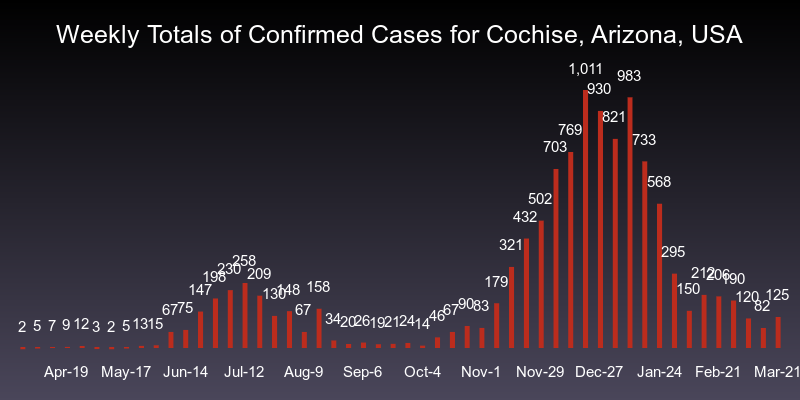 Weekly Totals of Confirmed Cases for Cochise, Arizona, USA
2 5 7 9 12 3 2 5 13 15 67 75 147 198 230 258 209 130 148 67 158 34 20 26 19 21 24 14 46 67 90 83 179 321 432 502 703 769 1,011 930 821 983 733 568 295 150 212 206 190 120 82 125
Apr-19 May-17 Jun-14 Jul-12 Aug-9 Sep-6 Oct-4 Nov-1 Nov-29 Dec-27 Jan-24 Feb-21 Mar-21